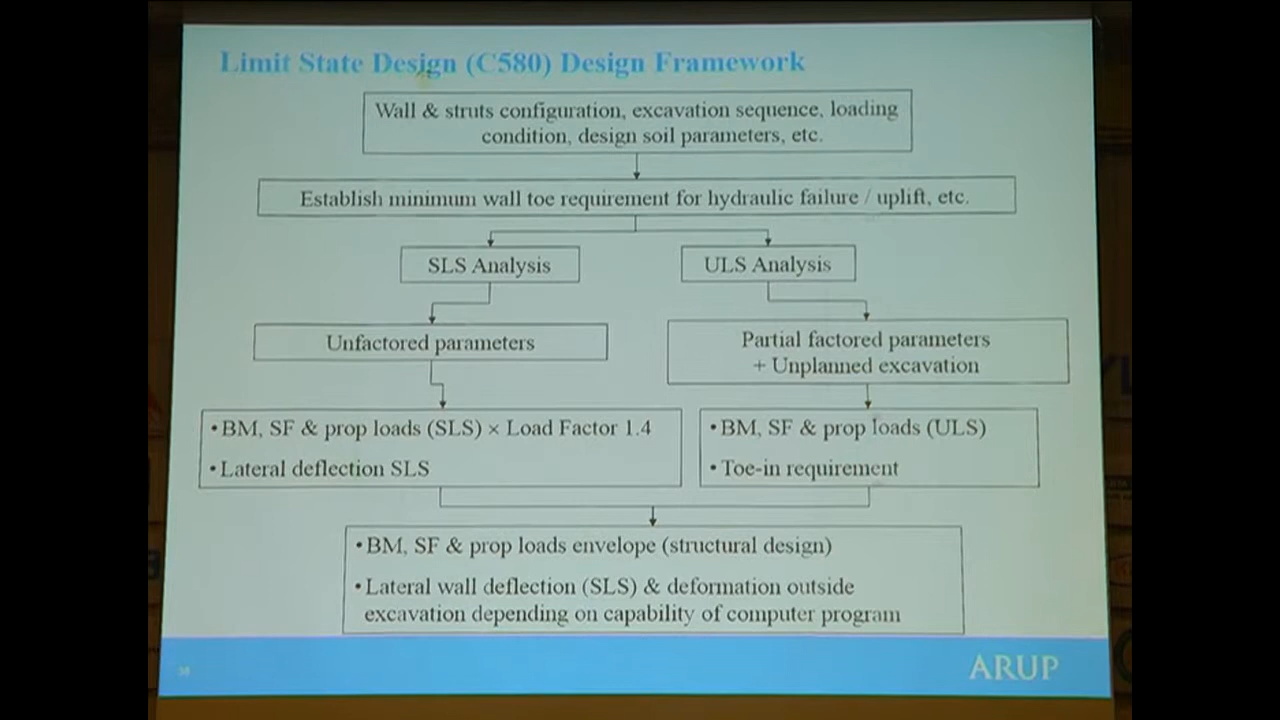 Limit State Design (C580) Design Framework
Wall & struts configuration, excavation sequence, loading
condition, design soil parameters, etc.
Establish minimum wall toe requirement for hydraulic failure / uplift, etc.
SLS Analysis
ULS Analysis
Unfactored parameters
Partial factored parameters
+ Unplanned excavation
•BM, SF & prop loads (SLS) × Load Factor 1.4
•Lateral deflection SLS
•BM, SF & prop loads (ULS)
•Toe-in requirement
•BM, SF & prop loads envelope (structural design)
•Lateral wall deflection (SLS) & deformation outside
excavation depending on capability of computer program
ARUP